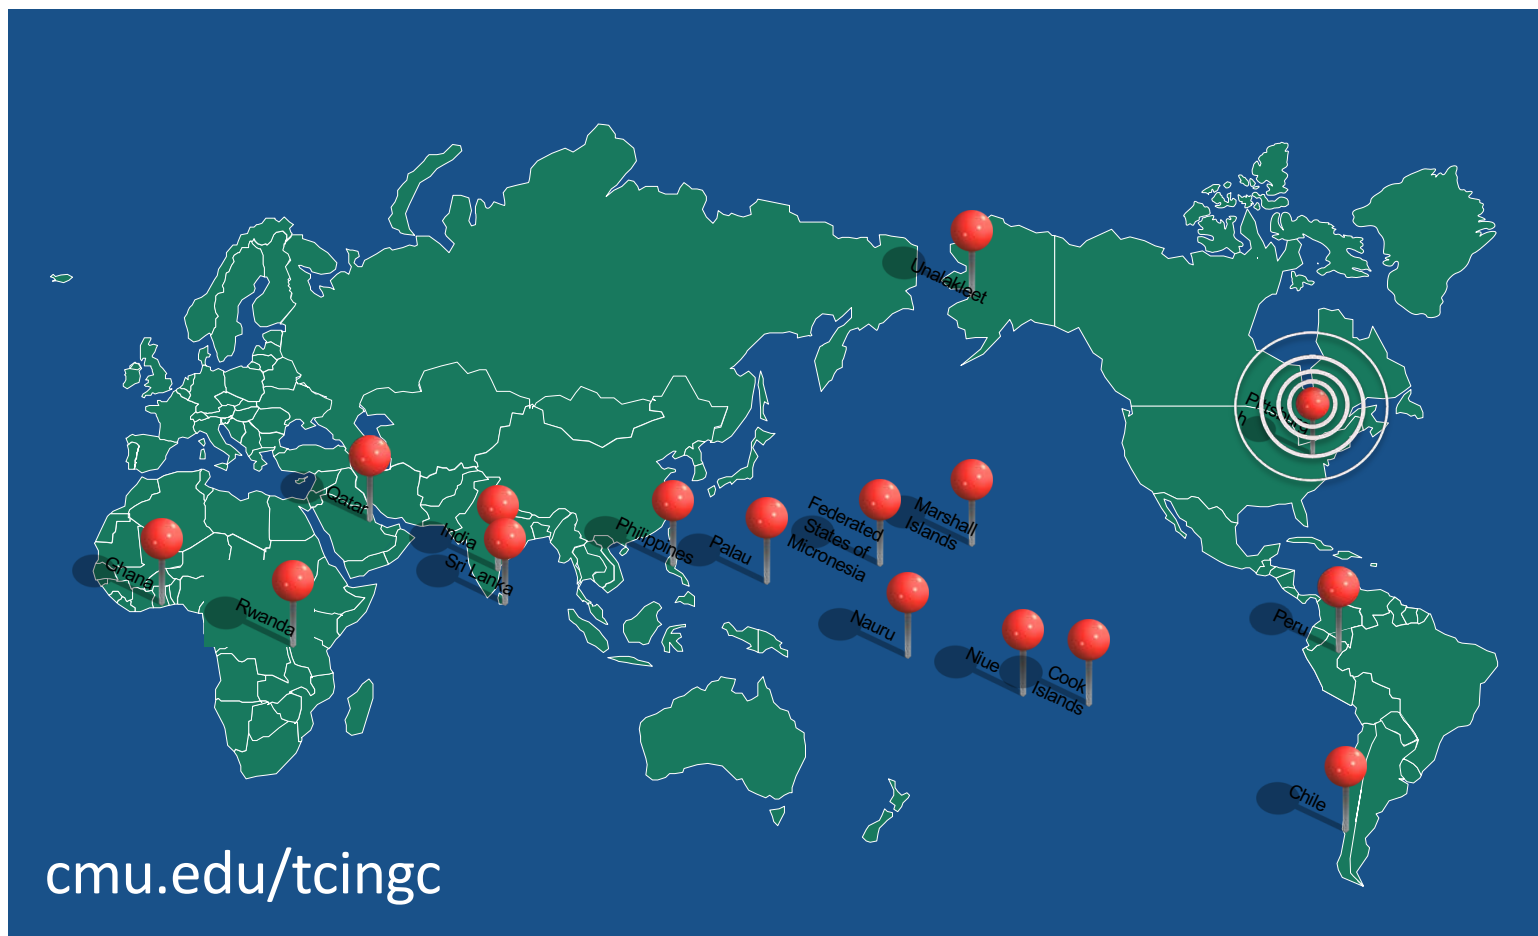 Unalakleet
Pittsburg
h
Qatar
India
Sri Lanka
Ghana
Rwanda
Philippines
Palau
Federated
States of
Micronesia
Marshall
Islands
Nauru
Niue
Cook
Islands
Peru
Chile
cmu.edu/tcingc